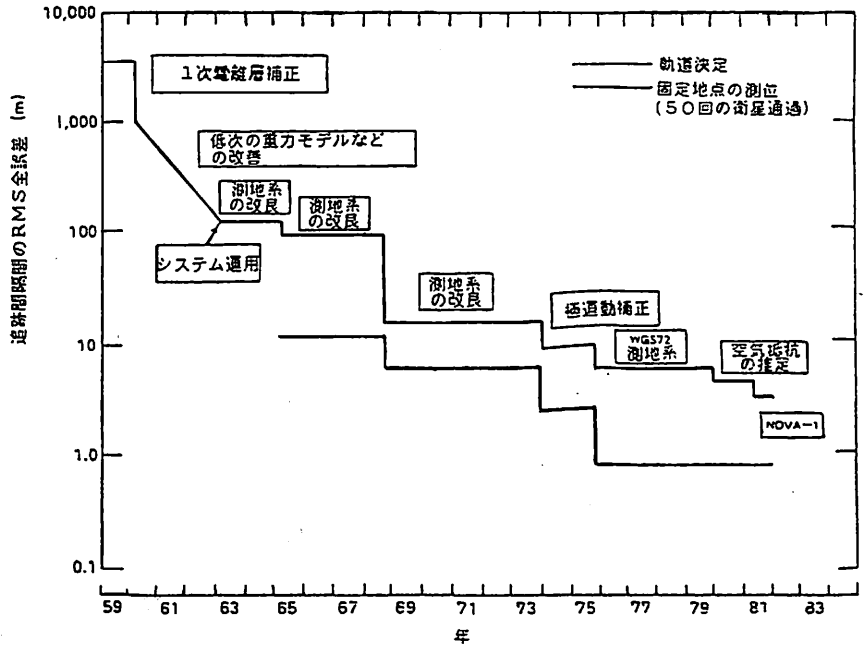 10,000
1,000
100
10
1.0
0.1
追跡間隔間のRMS全誤差 (m)
1次電離層補正
軌道決定
固定地点の測位
(50回の衛星通過)
低次の重力モデルなど
の改善
測地系
の改良
測地系
の改良
システム運用
測地系
の改良
極運動補正
WGS72
測地系
空気抵抗
の推定
NOVA-1
59 61 63 65 67 69 71 73 75 77 79 81 83
年